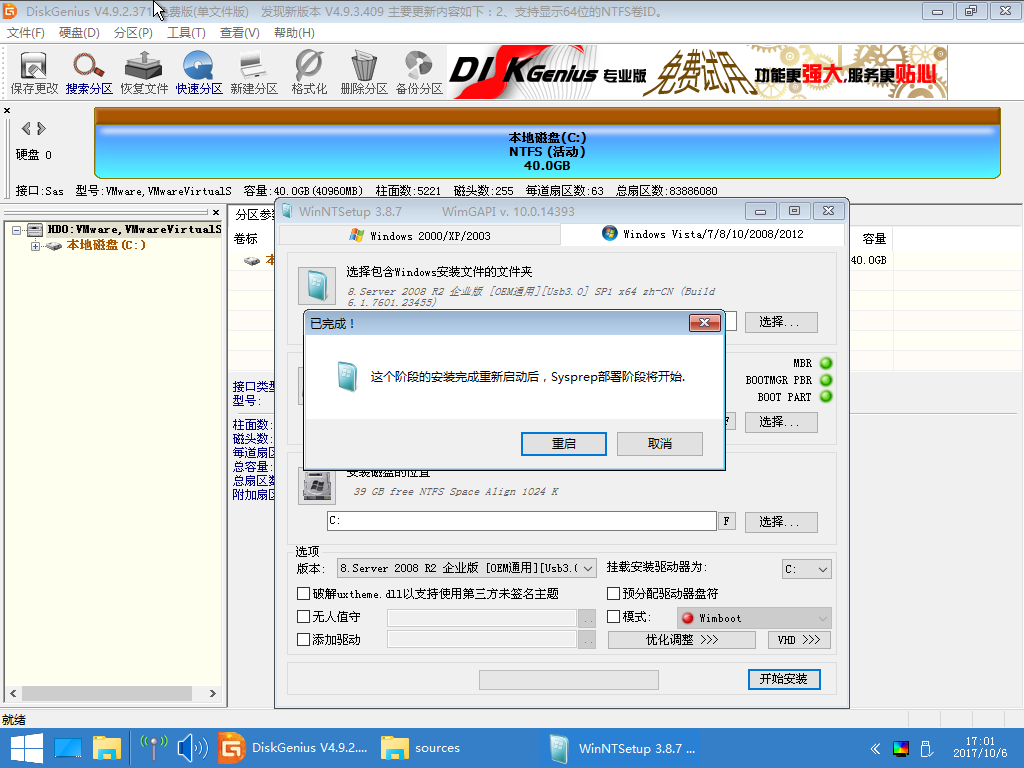 DiskGenius V4.9.2.371 免费版(单文件版) 发现新版本 V4.9.3.409 主要更新内容如下：2、支持显示64位的NTFS卷ID。
文件(F) 硬盘(D) 分区(P) 工具(T) 查看(V) 帮助(H)
保存更改 搜索分区 恢复文件 快速分区 新建分区 格式化 删除分区 备份分区
DISKGenius 专业版 免费试用 功能更强大,服务更贴心
硬盘 0
本地磁盘(C:)
NTFS (活动)
40.0GB
接口:Sas 型号:VMware,VMwareVirtualS 容量:40.0GB(40960MB) 柱面数:5221 磁头数:255 每道扇区数:63 总扇区数:83886080
HD0:VMware,VMwareVirtualS
本地磁盘(C:)
分区参
卷标
容量
40.0GB
接口类型
型号:
柱面数:
磁头数:
每道扇区
总容量:
总扇区数
附加扇区
WinNTSetup 3.8.7 WimGAPI v. 10.0.14393
Windows 2000/XP/2003
Windows Vista/7/8/10/2008/2012
选择包含Windows安装文件的文件夹
8.Server 2008 R2 企业版 [OEM通用][Usb3.0] SP1 x64 zh-CN (Build
6.1.7601.23455)
选择...
MBR
BOOTMGR PBR
BOOT PART
F 选择...
已完成！
这个阶段的安装完成重新启动后，Sysprep部署阶段将开始.
重启 取消
安装磁盘的位置
39 GB free NTFS Space Align 1024 K
C: F 选择...
选项
版本: 8.Server 2008 R2 企业版 [OEM通用][Usb3.( 挂载安装驱动器为: C:
破解uxtheme.dll以支持使用第三方未签名主题 预分配驱动器盘符
无人值守 .. 模式: Wimboot
添加驱动 .. 优化调整 >>> VHD >>>
开始安装
就绪
DiskGenius V4.9.2.... sources WinNTSetup 3.8.7 ...
17:01
2017/10/6